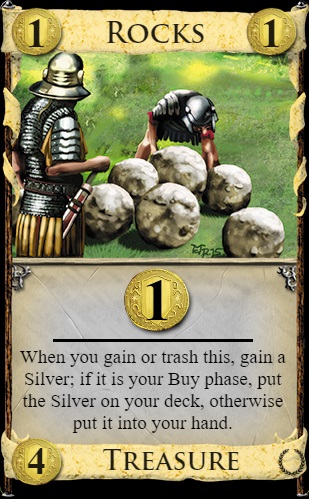 1 ROCKS 1
1
When you gain or trash this, gain a
Silver; if it is your Buy phase, put
the Silver on your deck, otherwise
put it into your hand.
4 TREASURE